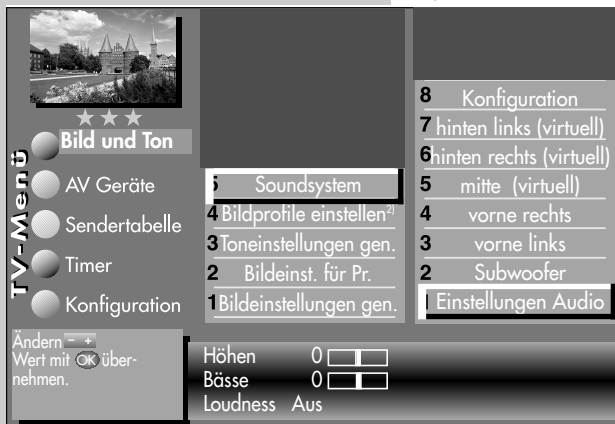 TV-Menü
Bild und Ton
AV Geräte
Sendertabelle
Timer
Konfiguration
5 Soundsystem
4 Bildprofile einstellen2)
3 Toneinstellungen gen.
2 Bildeinst. für Pr.
1 Bildeinstellungen gen.
8 Konfiguration
7 hinten links (virtuell)
6 hinten rechts (virtuell)
5 mitte (virtuell)
4 vorne rechts
3 vorne links
2 Subwoofer
1 Einstellungen Audio
Ändern - +
Wert mit OK über-
nehmen.
Höhen 0
Bässe 0
Loudness Aus